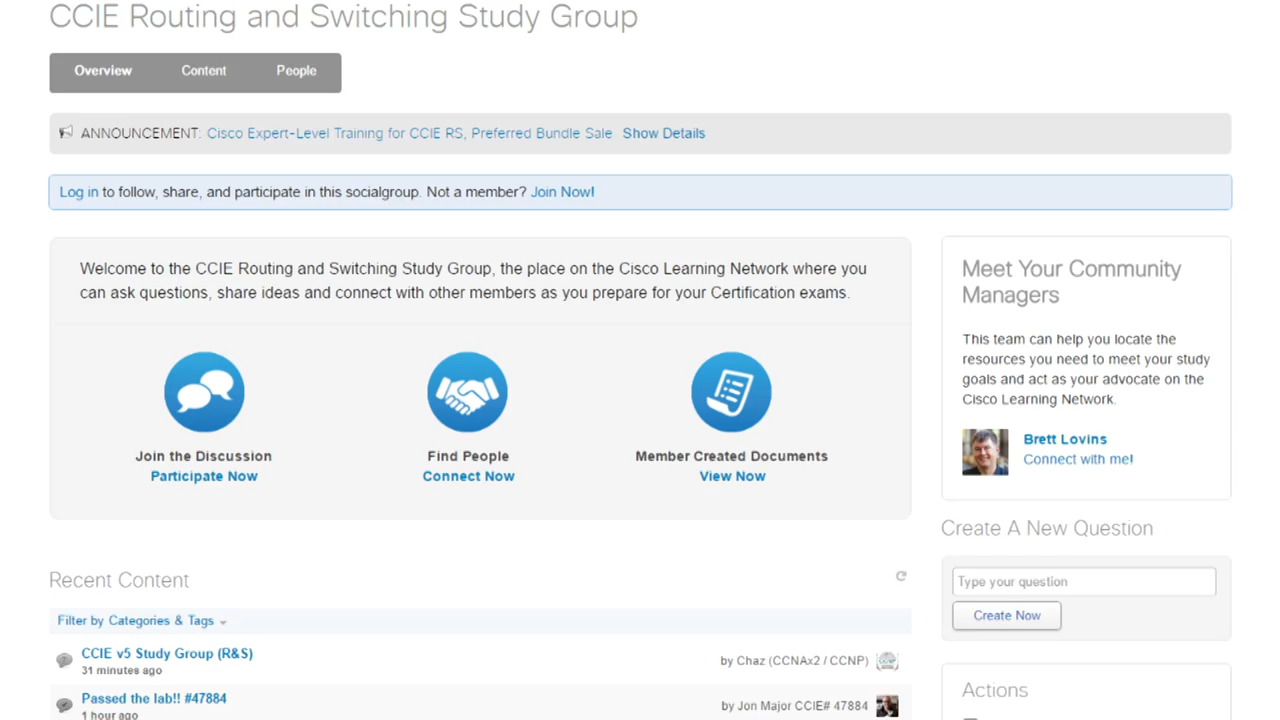 CCIE Routing and Switching Study Group
Overview Content People
ANNOUNCEMENT: Cisco Expert-Level Training for CCIE RS, Preferred Bundle Sale Show Details
Log in to follow, share, and participate in this socialgroup. Not a member? Join Now!
Welcome to the CCIE Routing and Switching Study Group, the place on the Cisco Learning Network where you
can ask questions, share ideas and connect with other members as you prepare for your Certification exams.
Join the Discussion
Participate Now
Find People
Connect Now
Member Created Documents
View Now
Meet Your Community
Managers
This team can help you locate the
resources you need to meet your study
goals and act as your advocate on the
Cisco Learning Network.
Brett Lovins
Connect with me!
Create A New Question
Type your question
Create Now
Recent Content
Filter by Categories & Tags
CCIE v5 Study Group (R&S)
31 minutes ago
by Chaz (CCNAx2 / CCNP)
Passed the lab!! #47884
1 hour ago
by Jon Major CCIE# 47884
Actions